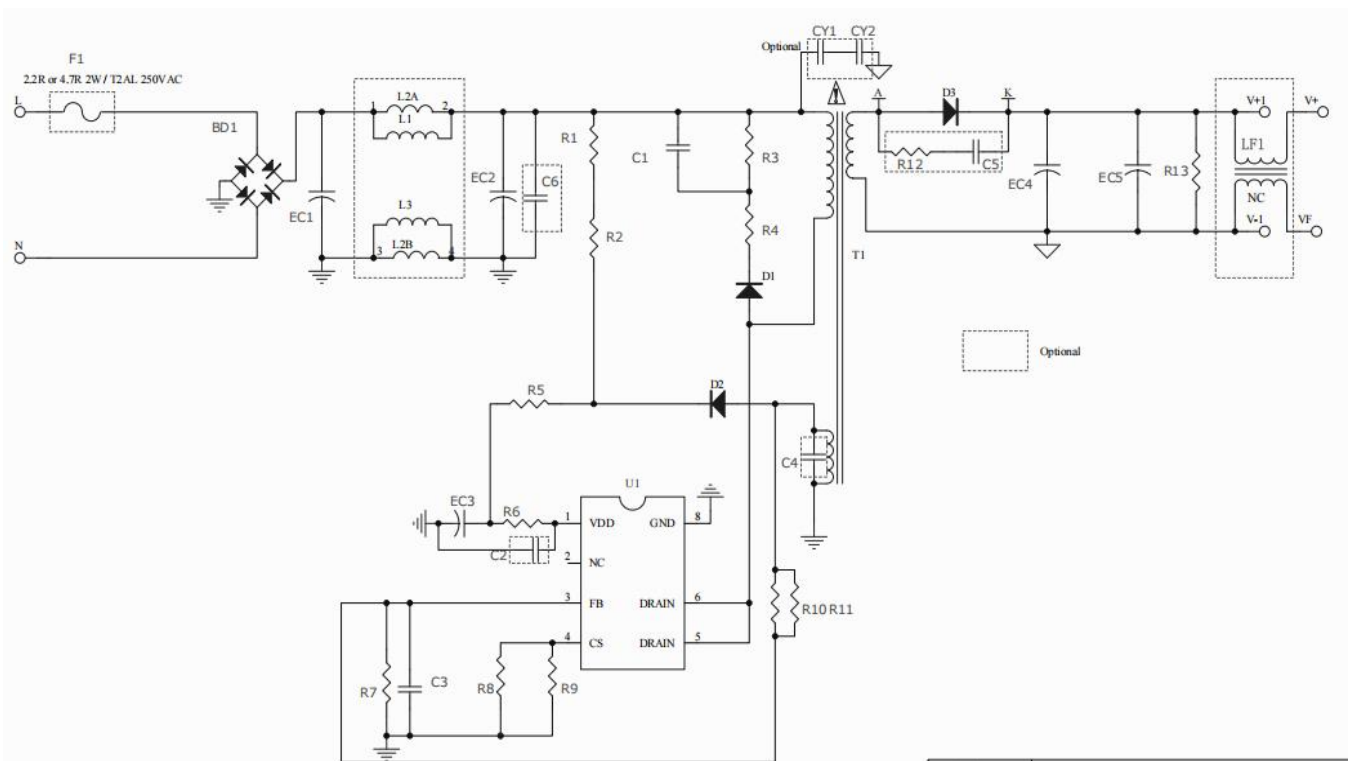 CY1 CY2
Optional
F1
2.2R or 4.7R 2W / T2AL 250VAC
L
BD1
1 L2A 2
L1
EC1
L3
3 L2B 4
N
EC2
C6
R1
R2
C1
R3
R4
D1
T1
A D3 K
R12 C5
EC4
EC5
R13
V+1 V+
LF1
NC
V-1 VF
Optional
R5
D2
C4
U1
EC3
R6
C2
1 VDD GND 8
2 NC
3 FB DRAIN 6
4 CS DRAIN 5
R10 R11
R7
C3
R8
R9